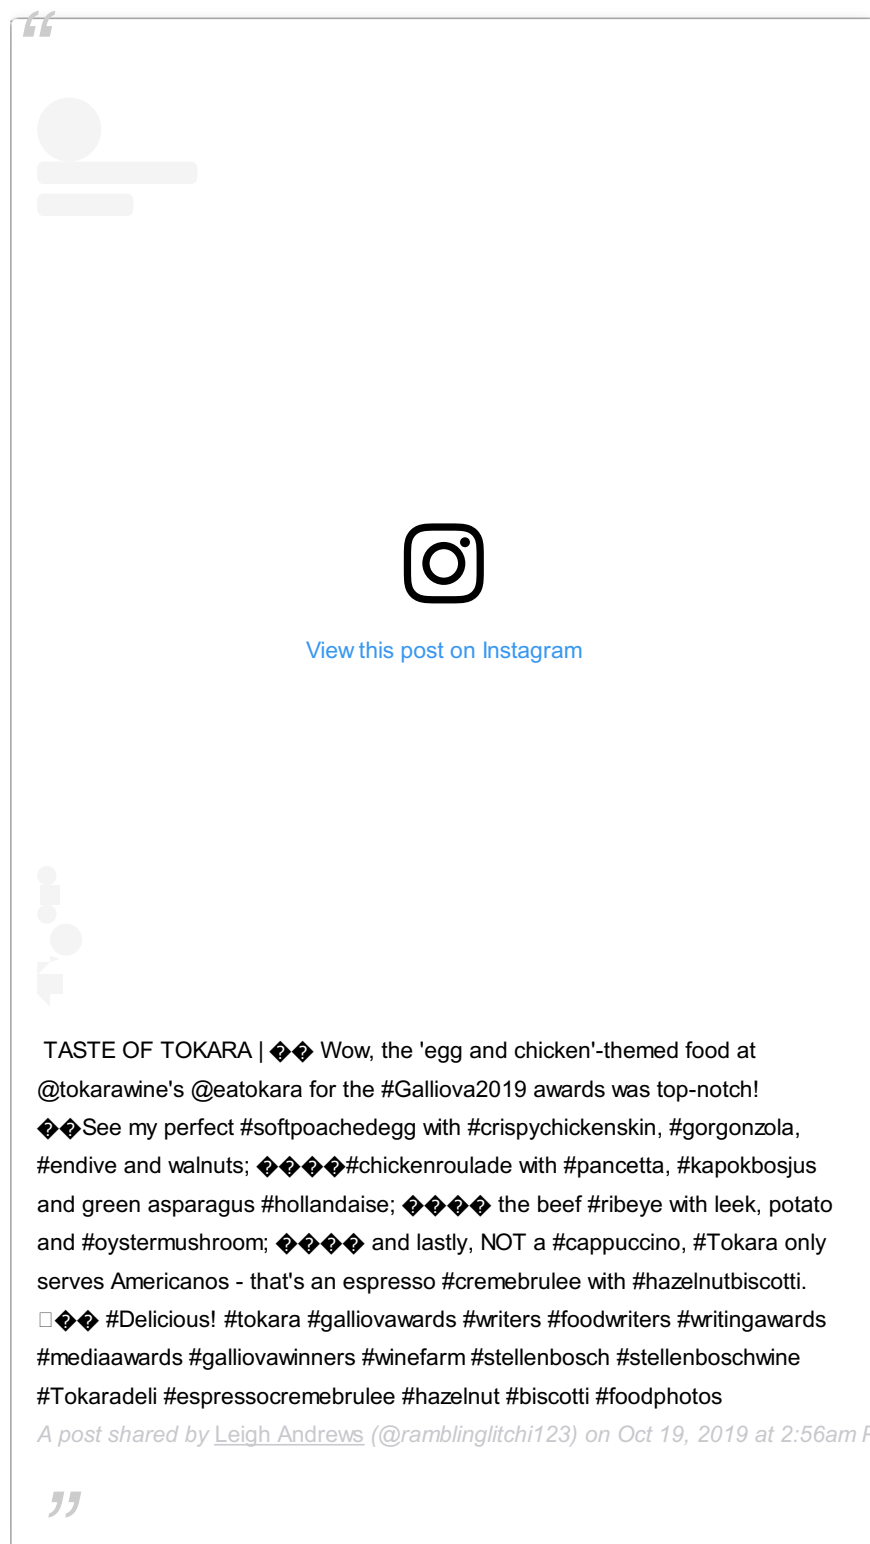 “
View this post on Instagram
TASTE OF TOKARA | �� Wow, the 'egg and chicken'-themed food at
@tokarawine's @eatokara for the #Galliova2019 awards was top-notch!
��See my perfect #softpoachedegg with #crispychickenskin, #gorgonzola,
#endive and walnuts; ����#chickenroulade with #pancetta, #kapokbosjus
and green asparagus #hollandaise; ���� the beef #ribeye with leek, potato
and #oystermushroom; ���� and lastly, NOT a #cappuccino, #Tokara only
serves Americanos - that's an espresso #cremebrulee with #hazelnutbiscotti.
□�� #Delicious! #tokara #galliovawards #writers #foodwriters #writingawards
#mediaawards #galliovawinners #winefarm #stellenbosch #stellenboschwine
#Tokaradeli #espressocremebrulee #hazelnut #biscotti #foodphotos
A post shared by Leigh Andrews (@ramblinglitchi123) on Oct 19, 2019 at 2:56am
”